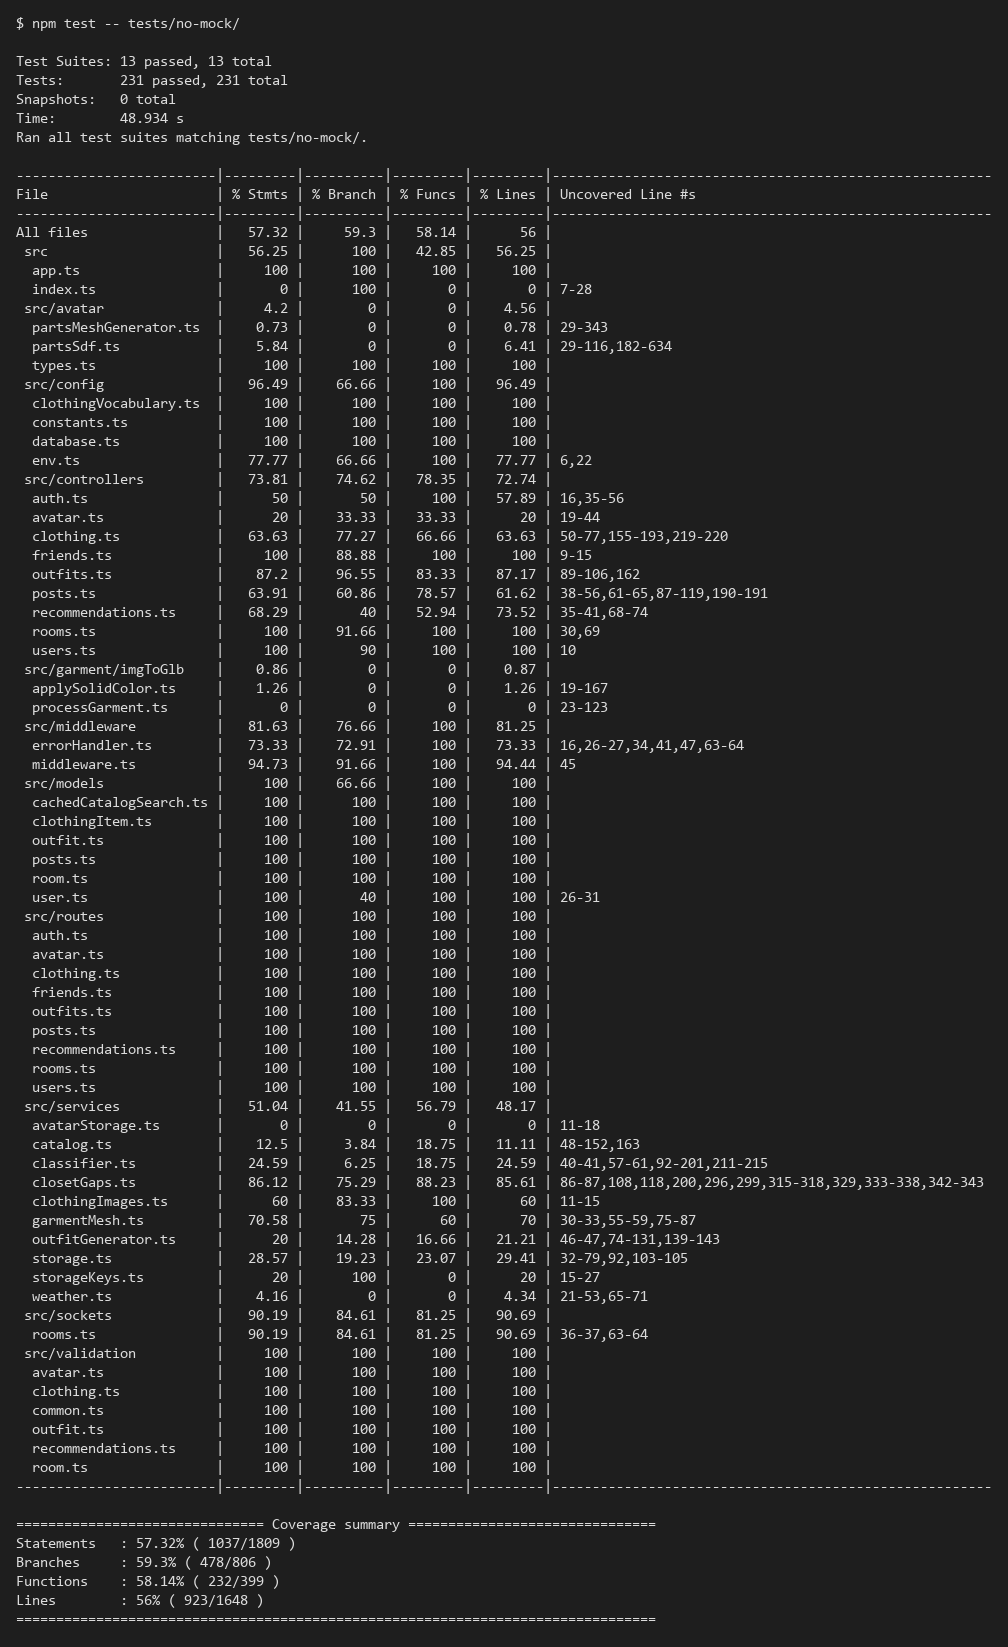 $ npm test -- tests/no-mock/

Test Suites: 13 passed, 13 total
Tests:       231 passed, 231 total
Snapshots:   0 total
Time:        48.934 s
Ran all test suites matching tests/no-mock/.

-------------------------|---------|----------|---------|---------|-------------------------------------------------------
File                     | % Stmts | % Branch | % Funcs | % Lines | Uncovered Line #s
-------------------------|---------|----------|---------|---------|-------------------------------------------------------
All files                |   57.32 |     59.3 |   58.14 |      56 |
 src                     |   56.25 |      100 |   42.85 |   56.25 |
  app.ts                 |     100 |      100 |     100 |     100 |
  index.ts               |       0 |      100 |       0 |       0 | 7-28
 src/avatar              |     4.2 |        0 |       0 |    4.56 |
  partsMeshGenerator.ts  |    0.73 |        0 |       0 |    0.78 | 29-343
  partsSdf.ts            |    5.84 |        0 |       0 |    6.41 | 29-116,182-634
  types.ts               |     100 |      100 |     100 |     100 |
 src/config              |   96.49 |    66.66 |     100 |   96.49 |
  clothingVocabulary.ts  |     100 |      100 |     100 |     100 |
  constants.ts           |     100 |      100 |     100 |     100 |
  database.ts            |     100 |      100 |     100 |     100 |
  env.ts                 |   77.77 |    66.66 |     100 |   77.77 | 6,22
 src/controllers         |   73.81 |    74.62 |   78.35 |   72.74 |
  auth.ts                |      50 |       50 |     100 |   57.89 | 16,35-56
  avatar.ts              |      20 |    33.33 |   33.33 |      20 | 19-44
  clothing.ts            |   63.63 |    77.27 |   66.66 |   63.63 | 50-77,155-193,219-220
  friends.ts             |     100 |    88.88 |     100 |     100 | 9-15
  outfits.ts             |    87.2 |    96.55 |   83.33 |   87.17 | 89-106,162
  posts.ts               |   63.91 |    60.86 |   78.57 |   61.62 | 38-56,61-65,87-119,190-191
  recommendations.ts     |   68.29 |       40 |   52.94 |   73.52 | 35-41,68-74
  rooms.ts               |     100 |    91.66 |     100 |     100 | 30,69
  users.ts               |     100 |       90 |     100 |     100 | 10
 src/garment/imgToGlb    |    0.86 |        0 |       0 |    0.87 |
  applySolidColor.ts     |    1.26 |        0 |       0 |    1.26 | 19-167
  processGarment.ts      |       0 |        0 |       0 |       0 | 23-123
 src/middleware          |   81.63 |    76.66 |     100 |   81.25 |
  errorHandler.ts        |   73.33 |    72.91 |     100 |   73.33 | 16,26-27,34,41,47,63-64
  middleware.ts          |   94.73 |    91.66 |     100 |   94.44 | 45
 src/models              |     100 |    66.66 |     100 |     100 |
  cachedCatalogSearch.ts |     100 |      100 |     100 |     100 |
  clothingItem.ts        |     100 |      100 |     100 |     100 |
  outfit.ts              |     100 |      100 |     100 |     100 |
  posts.ts               |     100 |      100 |     100 |     100 |
  room.ts                |     100 |      100 |     100 |     100 |
  user.ts                |     100 |       40 |     100 |     100 | 26-31
 src/routes              |     100 |      100 |     100 |     100 |
  auth.ts                |     100 |      100 |     100 |     100 |
  avatar.ts              |     100 |      100 |     100 |     100 |
  clothing.ts            |     100 |      100 |     100 |     100 |
  friends.ts             |     100 |      100 |     100 |     100 |
  outfits.ts             |     100 |      100 |     100 |     100 |
  posts.ts               |     100 |      100 |     100 |     100 |
  recommendations.ts     |     100 |      100 |     100 |     100 |
  rooms.ts               |     100 |      100 |     100 |     100 |
  users.ts               |     100 |      100 |     100 |     100 |
 src/services            |   51.04 |    41.55 |   56.79 |   48.17 |
  avatarStorage.ts       |       0 |        0 |       0 |       0 | 11-18
  catalog.ts             |    12.5 |     3.84 |   18.75 |   11.11 | 48-152,163
  classifier.ts          |   24.59 |     6.25 |   18.75 |   24.59 | 40-41,57-61,92-201,211-215
  closetGaps.ts          |   86.12 |    75.29 |   88.23 |   85.61 | 86-87,108,118,200,296,299,315-318,329,333-338,342-343
  clothingImages.ts      |      60 |    83.33 |     100 |      60 | 11-15
  garmentMesh.ts         |   70.58 |       75 |      60 |      70 | 30-33,55-59,75-87
  outfitGenerator.ts     |      20 |    14.28 |   16.66 |   21.21 | 46-47,74-131,139-143
  storage.ts             |   28.57 |    19.23 |   23.07 |   29.41 | 32-79,92,103-105
  storageKeys.ts         |      20 |      100 |       0 |      20 | 15-27
  weather.ts             |    4.16 |        0 |       0 |    4.34 | 21-53,65-71
 src/sockets             |   90.19 |    84.61 |   81.25 |   90.69 |
  rooms.ts               |   90.19 |    84.61 |   81.25 |   90.69 | 36-37,63-64
 src/validation          |     100 |      100 |     100 |     100 |
  avatar.ts              |     100 |      100 |     100 |     100 |
  clothing.ts            |     100 |      100 |     100 |     100 |
  common.ts              |     100 |      100 |     100 |     100 |
  outfit.ts              |     100 |      100 |     100 |     100 |
  recommendations.ts     |     100 |      100 |     100 |     100 |
  room.ts                |     100 |      100 |     100 |     100 |
-------------------------|---------|----------|---------|---------|-------------------------------------------------------

=============================== Coverage summary ===============================
Statements   : 57.32% ( 1037/1809 )
Branches     : 59.3% ( 478/806 )
Functions    : 58.14% ( 232/399 )
Lines        : 56% ( 923/1648 )
================================================================================